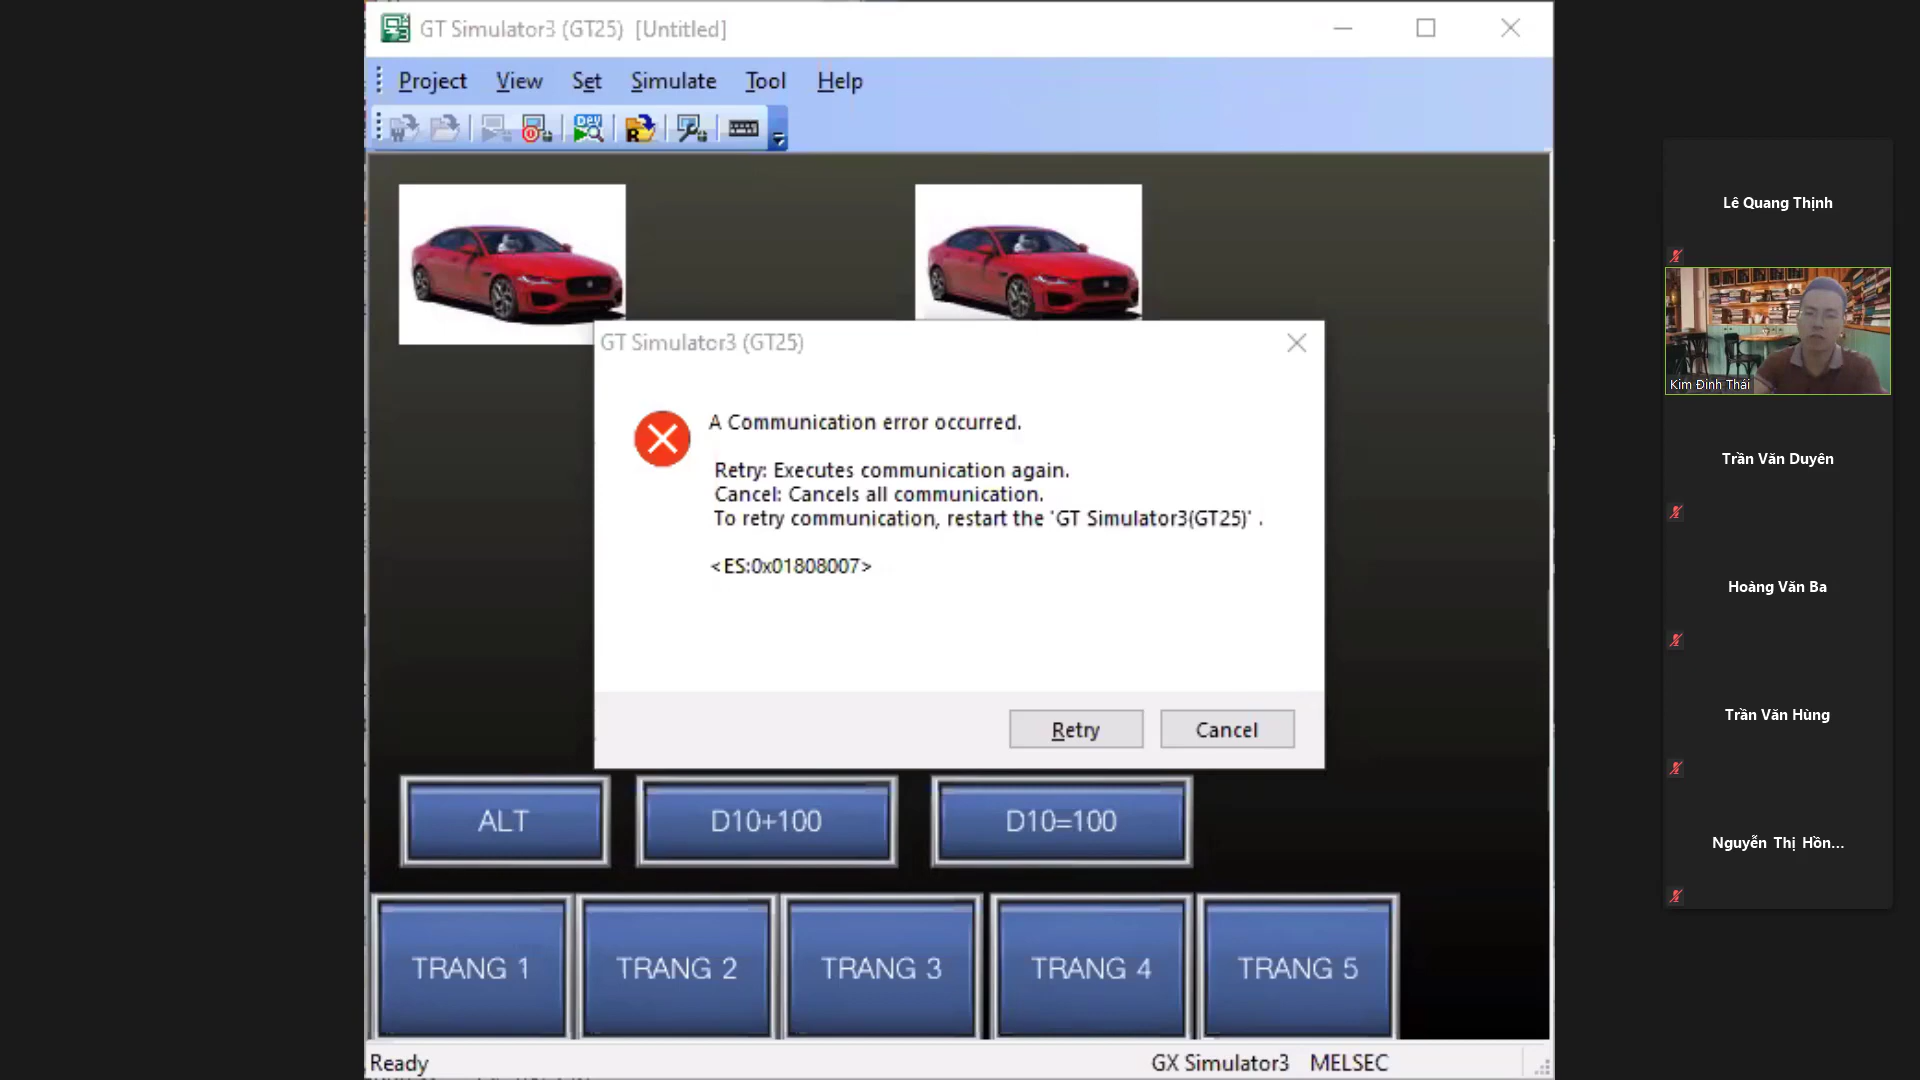 GT Simulator3 (GT25) [Untitled]
Project View Set Simulate Tool Help
GT Simulator3 (GT25)
A Communication error occurred.
Retry: Executes communication again.
Cancel: Cancels all communication.
To retry communication, restart the 'GT Simulator3(GT25)' .
<ES:0x01808007>
Retry Cancel
ALT D10+100 D10=100
TRANG 1 TRANG 2 TRANG 3 TRANG 4 TRANG 5
Ready GX Simulator3 MELSEC
Lê Quang Thịnh
Kim Đình Thái
Trần Văn Duyên
Hoàng Văn Ba
Trần Văn Hùng
Nguyễn Thị Hồn...